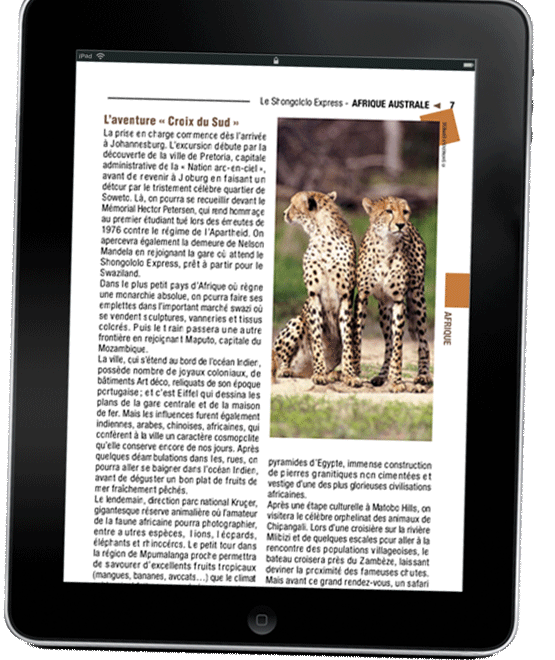 iPad
Le Shongololo Express - AFRIQUE AUSTRALE ◄ 7
L'aventure « Croix du Sud »
La prise en charge commence dès l'arrivée
à Johannesburg. L'excursion débute par la
découverte de la ville de Pretoria, capitale
administrative de la « Nation arc-en-ciel »,
avant de revenir à Joburg en faisant un
détour par le tristement célèbre quartier de
Soweto. Là, on pourra se recueillir devant le
Mémorial Hector Petersen, qui rend hommage
au premier étudiant tué lors des émeutes de
1976 contre le régime de l'Apartheid. On
apercevra également la demeure de Nelson
Mandela en rejoignant la gare où attend le
Shongololo Express, prêt à partir pour le
Swaziland.
Dans le plus petit pays d'Afrique où règne
une monarchie absolue, on pourra faire ses
emplettes dans l'important marché swazi où
se vendent sculptures, vanneries et tissus
colorés. Puis le train passera une autre
frontière en rejoignant Maputo, capitale du
Mozambique.
La ville, qui s'étend au bord de l'océan Indien,
possède nombre de joyaux coloniaux, de
bâtiments Art déco, reliquats de son époque
portugaise ; et c'est Eiffel qui dessina les
plans de la gare centrale et de la maison
de fer. Mais les influences furent également
indiennes, arabes, chinoises, africaines, qui
confèrent à la ville un caractère cosmopolite
qu'elle conserve encore de nos jours. Après
quelques déambulations dans les, rues, on
pourra aller se baigner dans l'océan Indien,
avant de déguster un bon plat de fruits de
mer fraîchement pêchés.
Le lendemain, direction parc national Kruger,
gigantesque réserve animalière où l'amateur
de la faune africaine pourra photographier,
entre autres espèces, lions, léopards,
éléphants et rhinocéros. Le petit tour dans
la région de Mpumalanga proche permettra
de savourer d'excellents fruits tropicaux
(mangues, bananes, avocats…) que le climat
pyramides d'Egypte, immense construction
de pierres granitiques non cimentées et
vestige d'une des plus glorieuses civilisations
africaines.
Après une étape culturelle à Matobo Hills, on
visitera le célèbre orphelinat des animaux de
Chipangali. Lors d'une croisière sur la rivière
Mlibizi et de quelques escales pour aller à la
rencontre des populations villageoises, le
bateau croisera près du Zambèze, laissant
deviner la proximité des fameuses chutes.
Mais avant ce grand rendez-vous, un safari
AFRIQUE